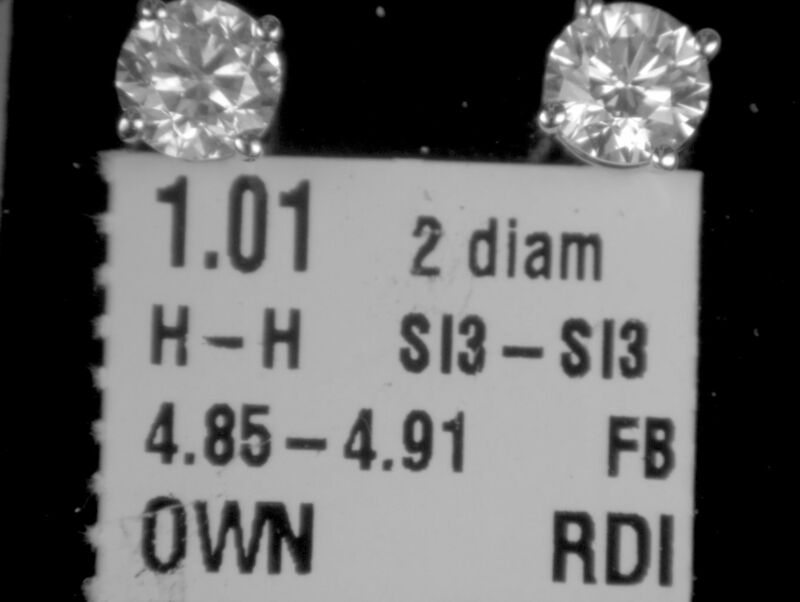 1.01 2 diam
H-H SI3-SI3
4.85-4.91 FB
OWN RDI